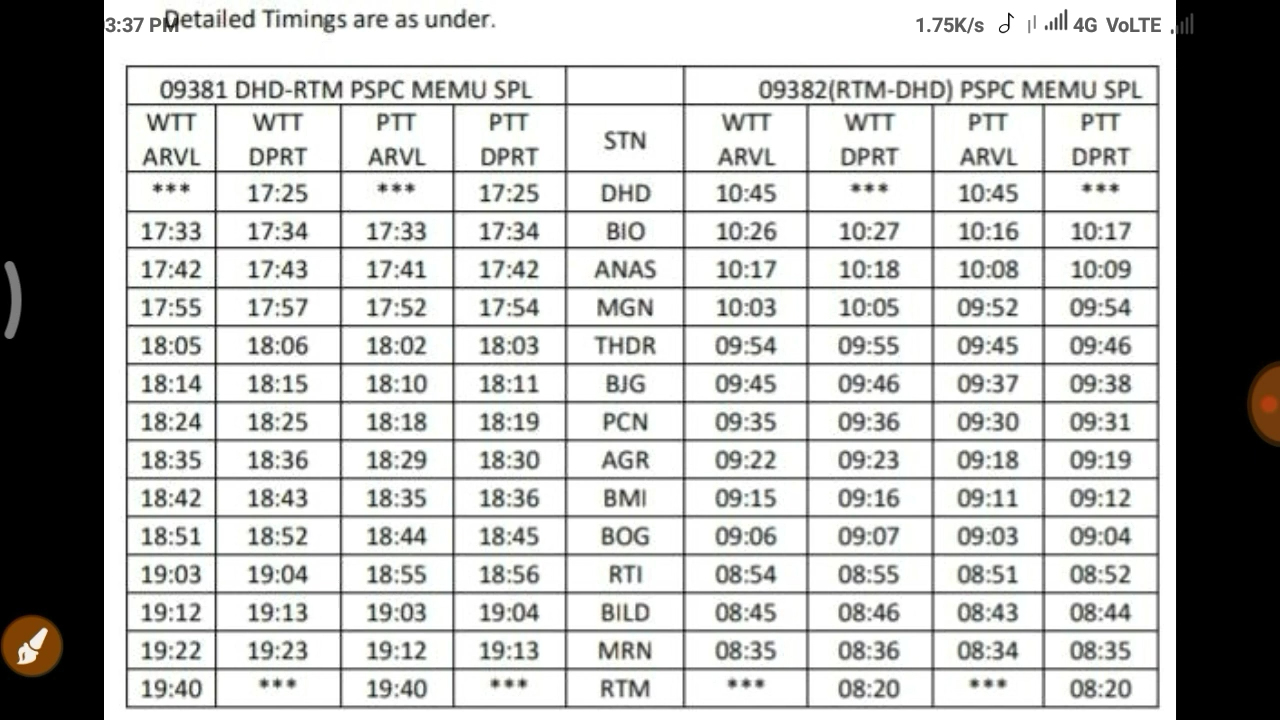 Detailed Timings are as under.
3:37 PM 1.75K/s 4G VoLTE
09381 DHD-RTM PSPC MEMU SPL 09382(RTM-DHD) PSPC MEMU SPL
WTT ARVL WTT DPRT PTT ARVL PTT DPRT STN WTT ARVL WTT DPRT PTT ARVL PTT DPRT
*** 17:25 *** 17:25 DHD 10:45 *** 10:45 ***
17:33 17:34 17:33 17:34 BIO 10:26 10:27 10:16 10:17
17:42 17:43 17:41 17:42 ANAS 10:17 10:18 10:08 10:09
17:55 17:57 17:52 17:54 MGN 10:03 10:05 09:52 09:54
18:05 18:06 18:02 18:03 THDR 09:54 09:55 09:45 09:46
18:14 18:15 18:10 18:11 BJG 09:45 09:46 09:37 09:38
18:24 18:25 18:18 18:19 PCN 09:35 09:36 09:30 09:31
18:35 18:36 18:29 18:30 AGR 09:22 09:23 09:18 09:19
18:42 18:43 18:35 18:36 BMI 09:15 09:16 09:11 09:12
18:51 18:52 18:44 18:45 BOG 09:06 09:07 09:03 09:04
19:03 19:04 18:55 18:56 RTI 08:54 08:55 08:51 08:52
19:12 19:13 19:03 19:04 BILD 08:45 08:46 08:43 08:44
19:22 19:23 19:12 19:13 MRN 08:35 08:36 08:34 08:35
19:40 *** 19:40 *** RTM *** 08:20 *** 08:20